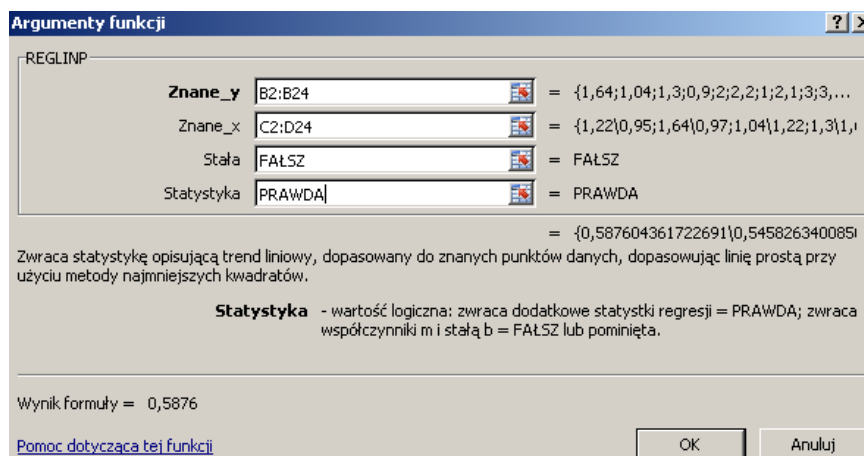 Argumenty funkcji
REGLINP
Znane_y B2:B24 = {1,64;1,04;1,3;0,9;2;2,2;1;2,1;3;3,...
Znane_x C2:D24 = {1,22\0,95;1,64\0,97;1,04\1,22;1,3\1,
Stała FAŁSZ = FAŁSZ
Statystyka PRAWDA = PRAWDA
= {0,587604361722691\0,545826340085
Zwraca statystykę opisującą trend liniowy, dopasowany do znanych punktów danych, dopasowując linię prostą przy
użyciu metody najmniejszych kwadratów.
Statystyka - wartość logiczna: zwraca dodatkowe statystki regresji = PRAWDA; zwraca
współczynniki m i stałą b = FAŁSZ lub pominięta.
Wynik formuły = 0,5876
Pomoc dotycząca tej funkcji
OK Anuluj